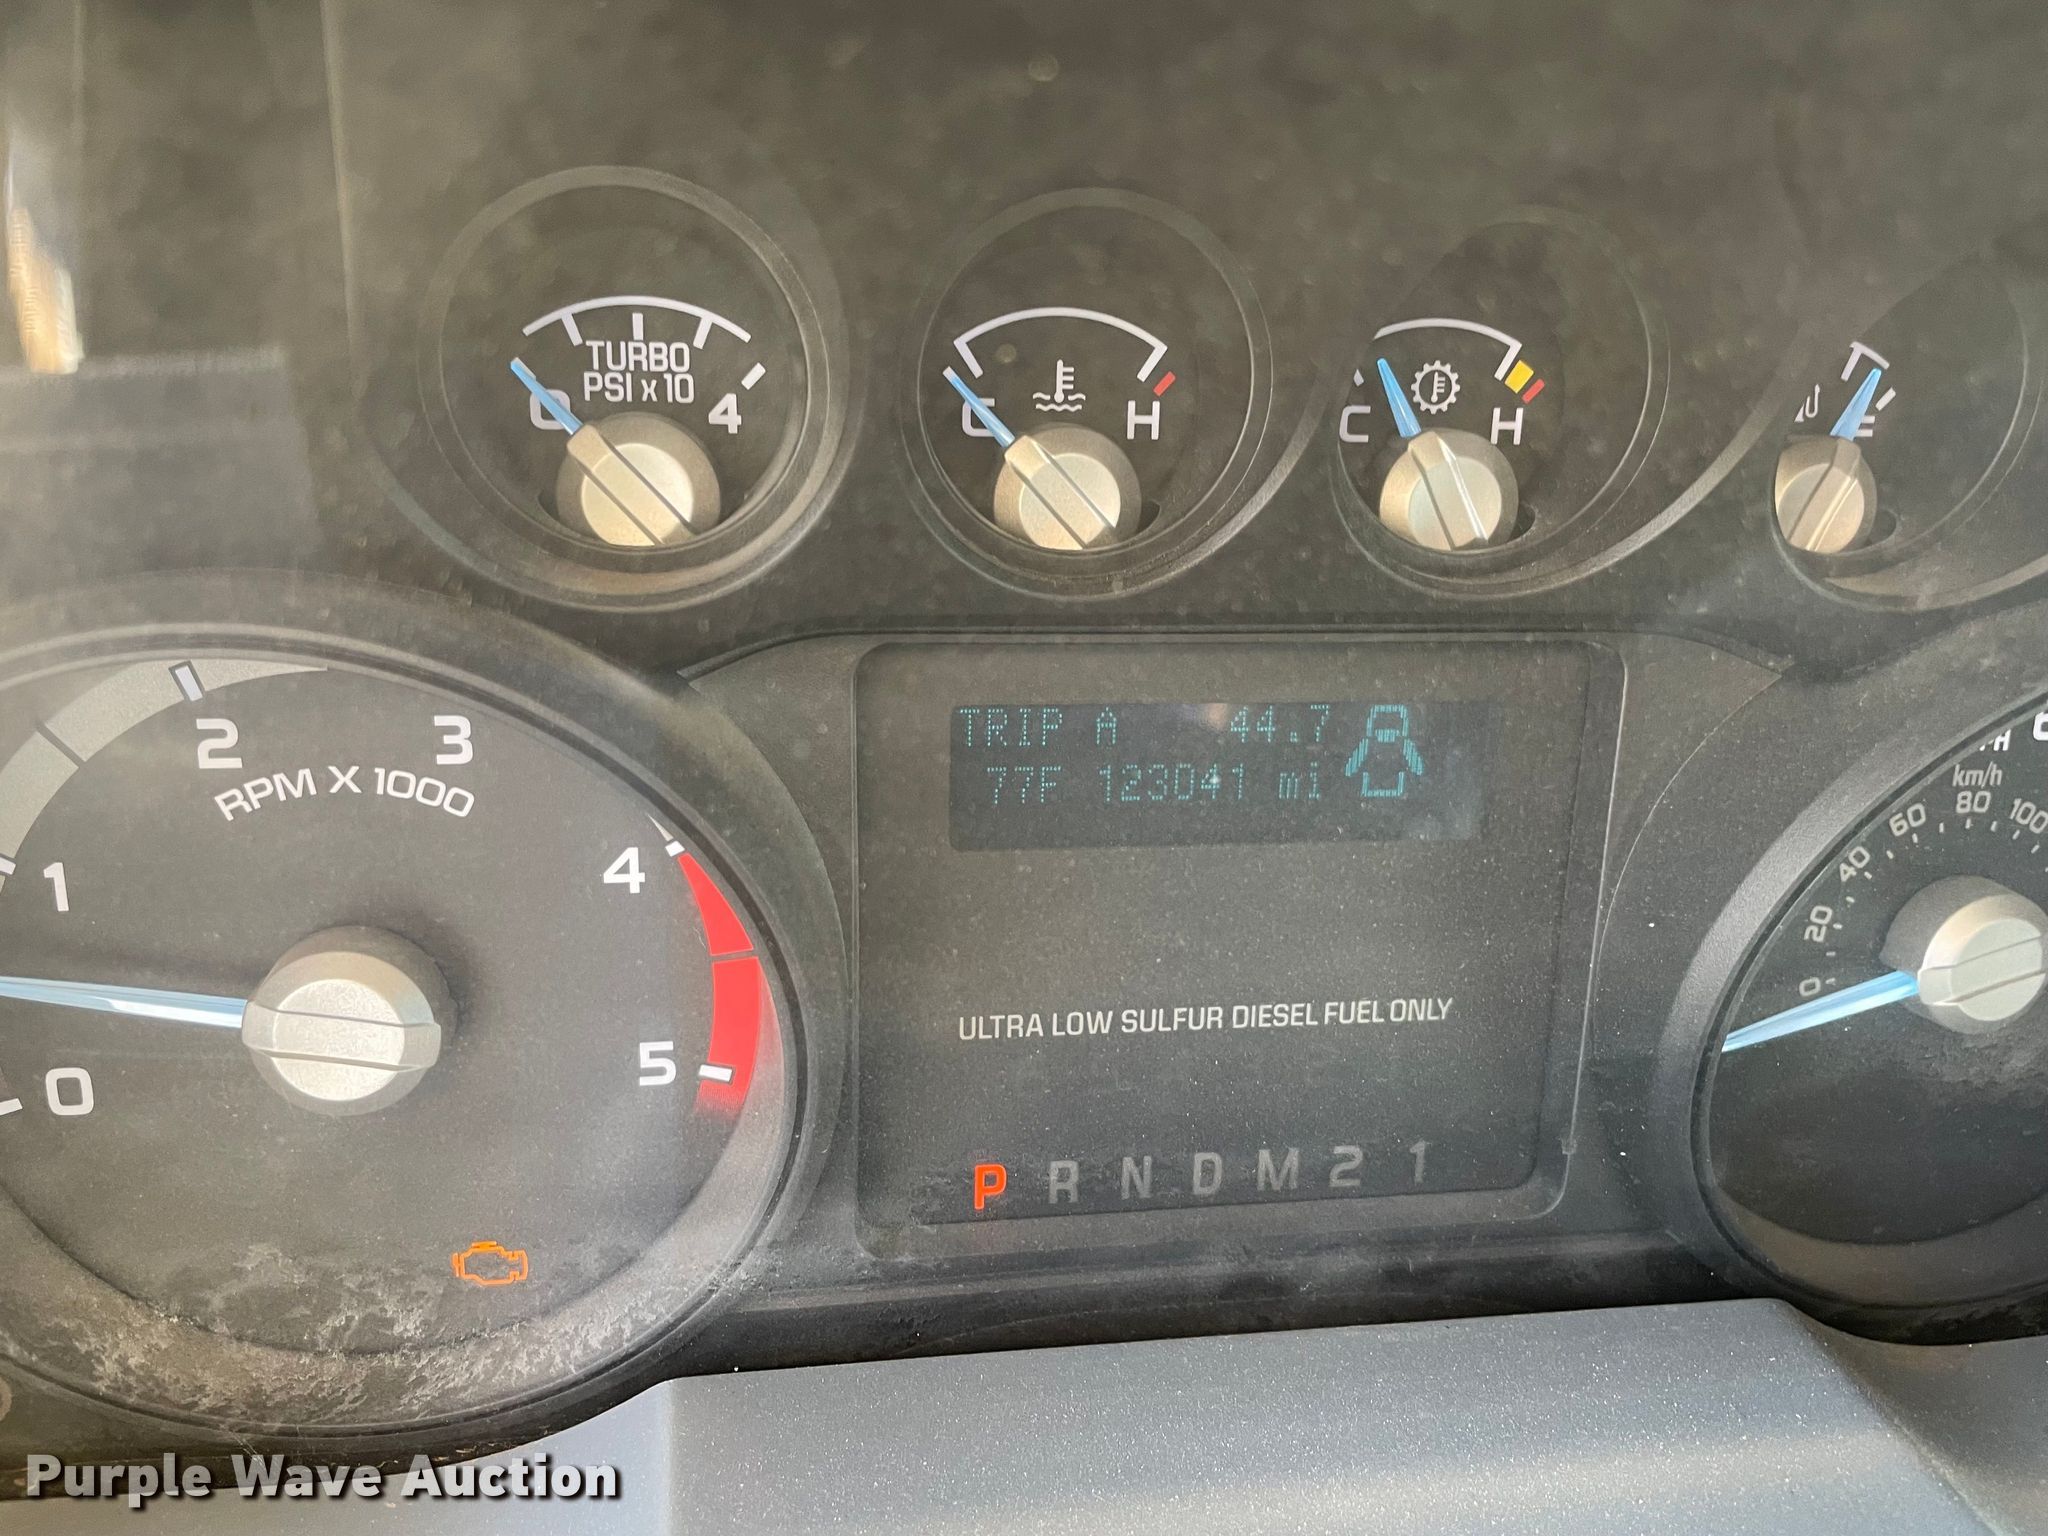 TURBO
PSI x 10
0 4
C H
C H
E
0 1 2 3 4 5
RPM X 1000
TRIP A 44.7
77F 123041 mi
ULTRA LOW SULFUR DIESEL FUEL ONLY
P R N D M 2 1
km/h
0 20 40 60 80 100
Purple Wave Auction